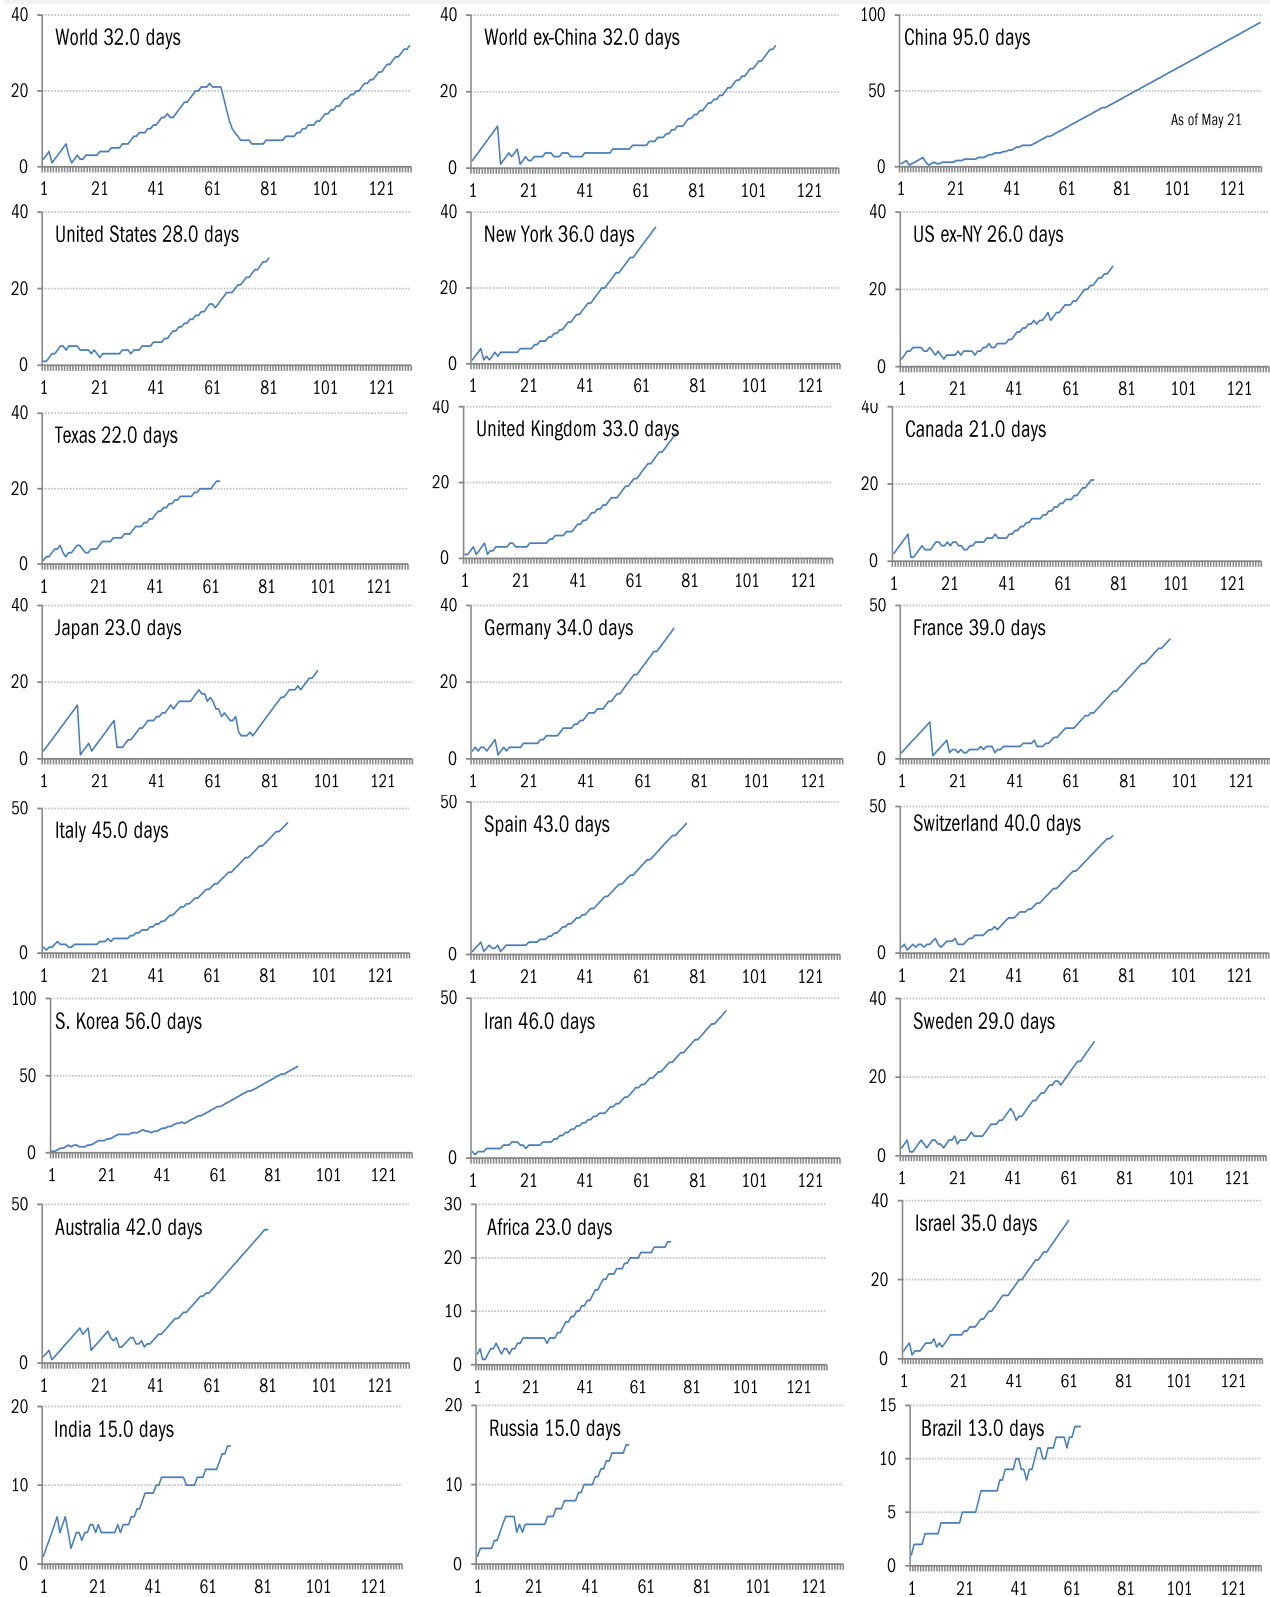 World 32.0 days
40
20
0
1 21 41 61 81 101 121
World ex-China 32.0 days
40
20
0
1 21 41 61 81 101 121
China 95.0 days
100
50
0
As of May 21
1 21 41 61 81 101 121
United States 28.0 days
40
20
0
1 21 41 61 81 101 121
New York 36.0 days
40
20
0
1 21 41 61 81 101 121
US ex-NY 26.0 days
40
20
0
1 21 41 61 81 101 121
Texas 22.0 days
40
20
0
1 21 41 61 81 101 121
United Kingdom 33.0 days
40
20
0
1 21 41 61 81 101 121
Canada 21.0 days
40
20
0
1 21 41 61 81 101 121
Japan 23.0 days
40
20
0
1 21 41 61 81 101 121
Germany 34.0 days
40
20
0
1 21 41 61 81 101 121
France 39.0 days
50
0
1 21 41 61 81 101 121
Italy 45.0 days
50
0
1 21 41 61 81 101 121
Spain 43.0 days
50
0
1 21 41 61 81 101 121
Switzerland 40.0 days
50
0
1 21 41 61 81 101 121
S. Korea 56.0 days
100
50
0
1 21 41 61 81 101 121
Iran 46.0 days
50
0
1 21 41 61 81 101 121
Sweden 29.0 days
40
20
0
1 21 41 61 81 101 121
Australia 42.0 days
50
0
1 21 41 61 81 101 121
Africa 23.0 days
30
20
10
0
1 21 41 61 81 101 121
Israel 35.0 days
40
20
0
1 21 41 61 81 101 121
India 15.0 days
20
10
0
1 21 41 61 81 101 121
Russia 15.0 days
20
10
0
1 21 41 61 81 101 121
Brazil 13.0 days
15
10
5
0
1 21 41 61 81 101 121